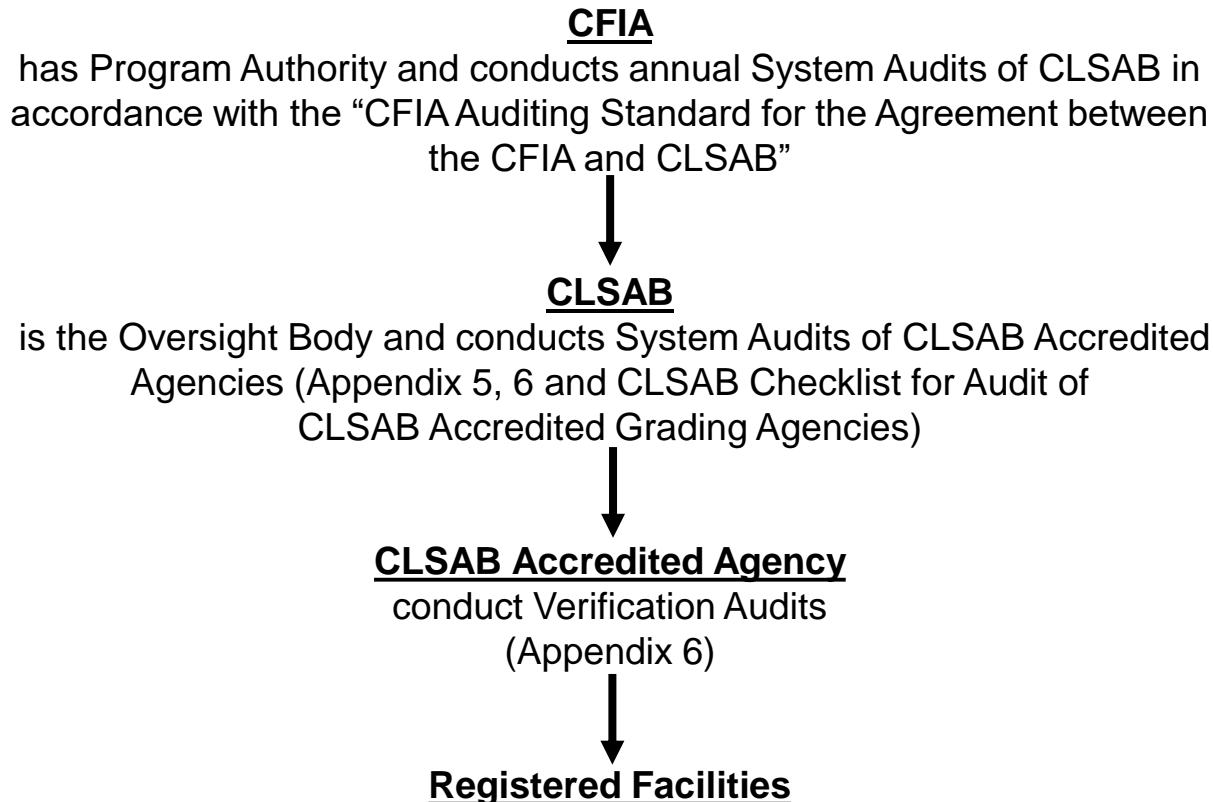 CFIA
has Program Authority and conducts annual System Audits of CLSAB in
accordance with the “CFIA Auditing Standard for the Agreement between
the CFIA and CLSAB”
CLSAB
is the Oversight Body and conducts System Audits of CLSAB Accredited
Agencies (Appendix 5, 6 and CLSAB Checklist for Audit of
CLSAB Accredited Grading Agencies)
CLSAB Accredited Agency
conduct Verification Audits
(Appendix 6)
Registered Facilities